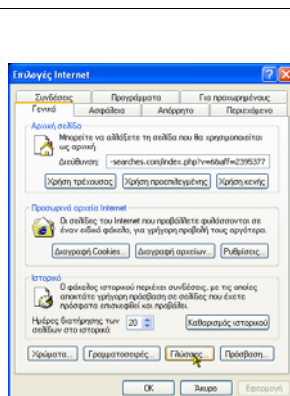 Επιλογές Internet
Συνδέσεις Προγράμματα Για προχωρημένους
Γενικά Ασφάλεια Απόρρητο Περιεχόμενο
Αρχική σελίδα
Μπορείτε να αλλάξετε τη σελίδα που θα χρησιμοποιείται
ως αρχική.
Διεύθυνση: -searches.com/index.php?v=6&aff=2395377
Χρήση τρέχουσας Χρήση προεπιλεγμένης Χρήση κενής
Προσωρινά αρχεία Internet
Οι σελίδες του Internet που προβάλλετε φυλάσσονται σε
έναν ειδικό φάκελο, για γρήγορη προβολή τους αργότερα.
Διαγραφή Cookies... Διαγραφή αρχείων... Ρυθμίσεις...
Ιστορικό
Ο φάκελος ιστορικού περιέχει συνδέσεις, με τις οποίες
αποκτάτε γρήγορη πρόσβαση σε σελίδες που έχετε
πρόσφατα επισκεφθεί και προβάλει.
Ημέρες διατήρησης των 20 Καθαρισμός ιστορικού
σελίδων στο ιστορικό:
Χρώματα... Γραμματοσειρές... Γλώσσες... Πρόσβαση...
OK Άκυρο Εφαρμογή